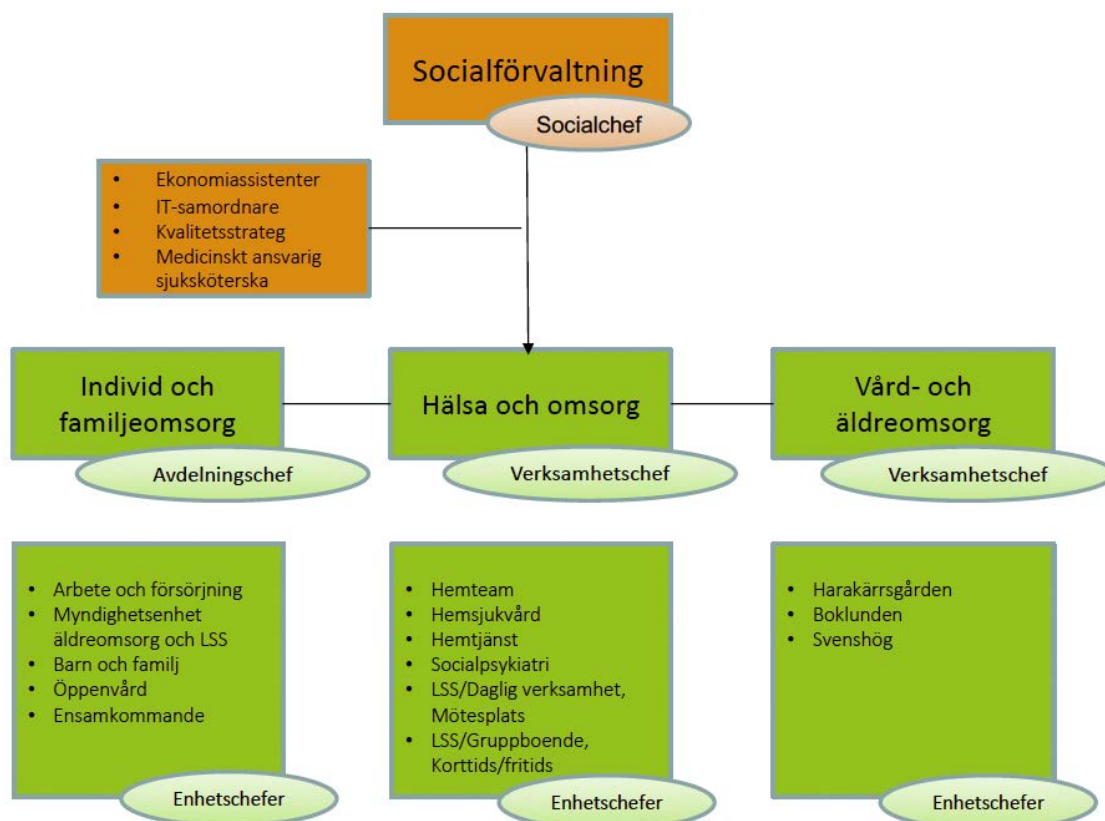 Socialförvaltning
Socialchef
• Ekonomiassistenter
• IT-samordnare
• Kvalitetsstrateg
• Medicinskt ansvarig
sjuksköterska
Individ och
familjeomsorg
Avdelningschef
Hälsa och omsorg
Verksamhetschef
Vård- och
äldreomsorg
Verksamhetschef
• Arbete och försörjning
• Myndighetsenhet
äldreomsorg och LSS
• Barn och familj
• Öppenvård
• Ensamkommande
Enhetschefer
• Hemteam
• Hemsjukvård
• Hemtjänst
• Socialpsykiatri
• LSS/Daglig verksamhet,
Mötesplats
• LSS/Gruppboende,
Korttids/fritids
Enhetschefer
• Harakärrsgården
• Boklunden
• Svenshög
Enhetschefer